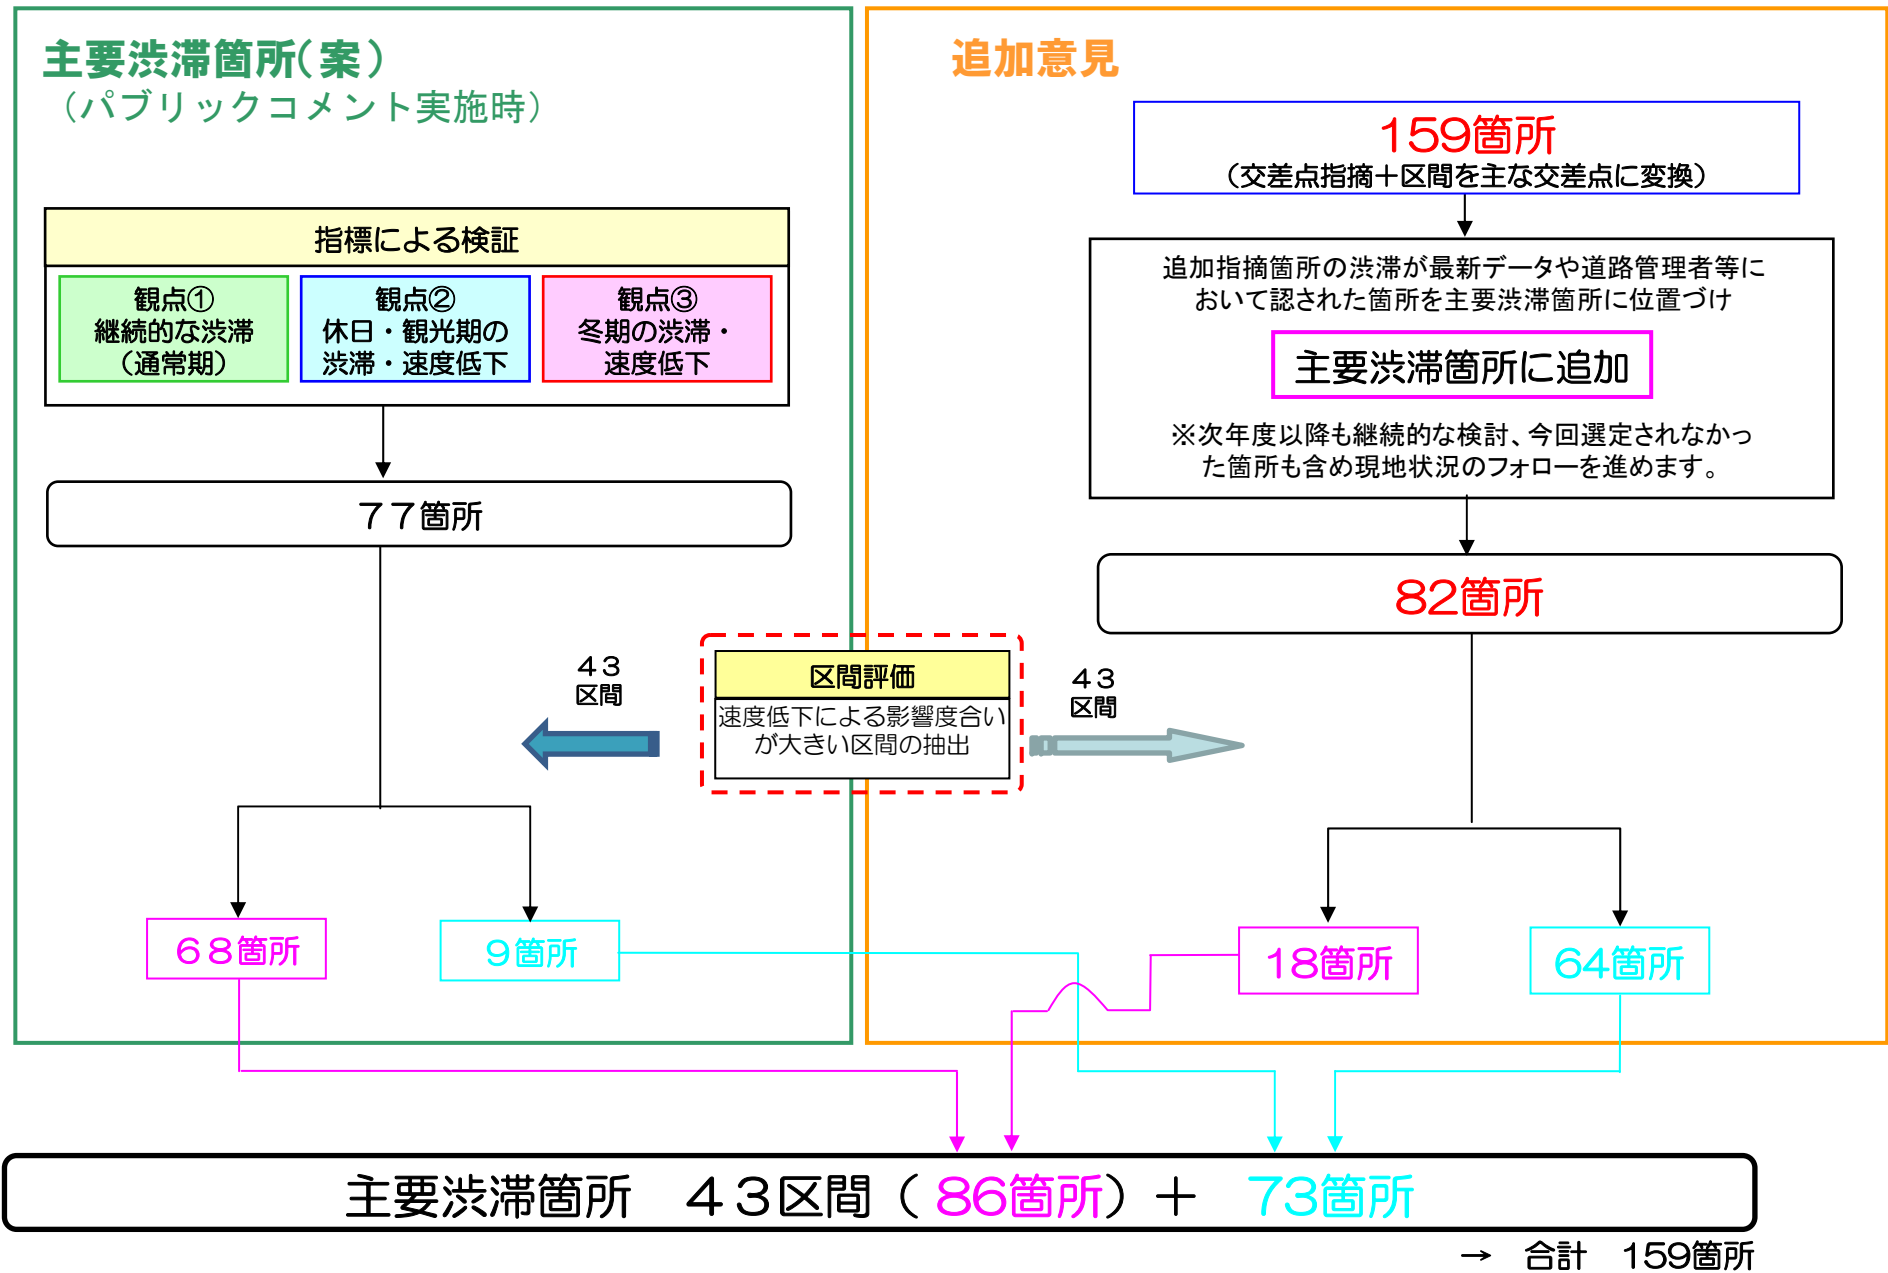 主要渋滞箇所(案)
(パブリックコメント実施時)
指標による検証
観点①
継続的な渋滞
(通常期)
観点②
休日・観光期の
渋滞・速度低下
観点③
冬期の渋滞・
速度低下
７７箇所
４３
区間
68箇所
9箇所
追加意見
159箇所
(交差点指摘＋区間を主な交差点に変換)
追加指摘箇所の渋滞が最新データや道路管理者等に
おいて認された箇所を主要渋滞箇所に位置づけ
主要渋滞箇所に追加
※次年度以降も継続的な検討、今回選定されなかっ
た箇所も含め現地状況のフォローを進めます。
82箇所
区間評価
速度低下による影響度合い
が大きい区間の抽出
４３
区間
18箇所
64箇所
主要渋滞箇所　４３区間（86箇所）＋　73箇所
→　合計　159箇所